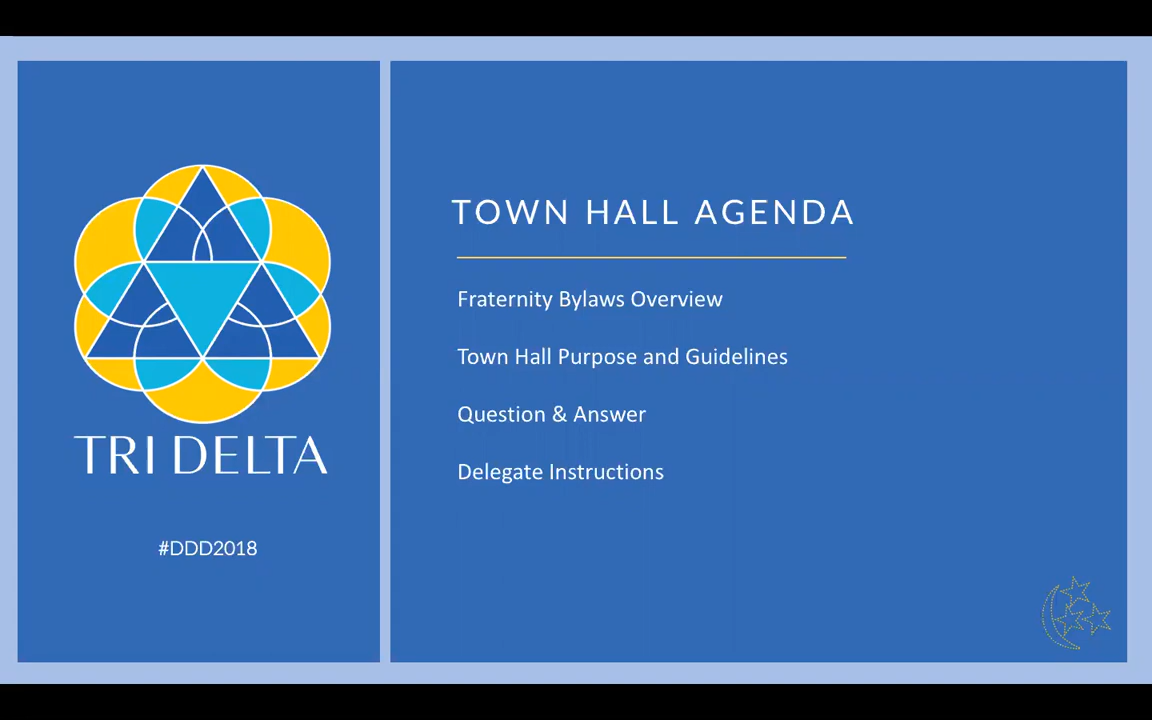 TRI DELTA
#DDD2018
TOWN HALL AGENDA
Fraternity Bylaws Overview
Town Hall Purpose and Guidelines
Question & Answer
Delegate Instructions